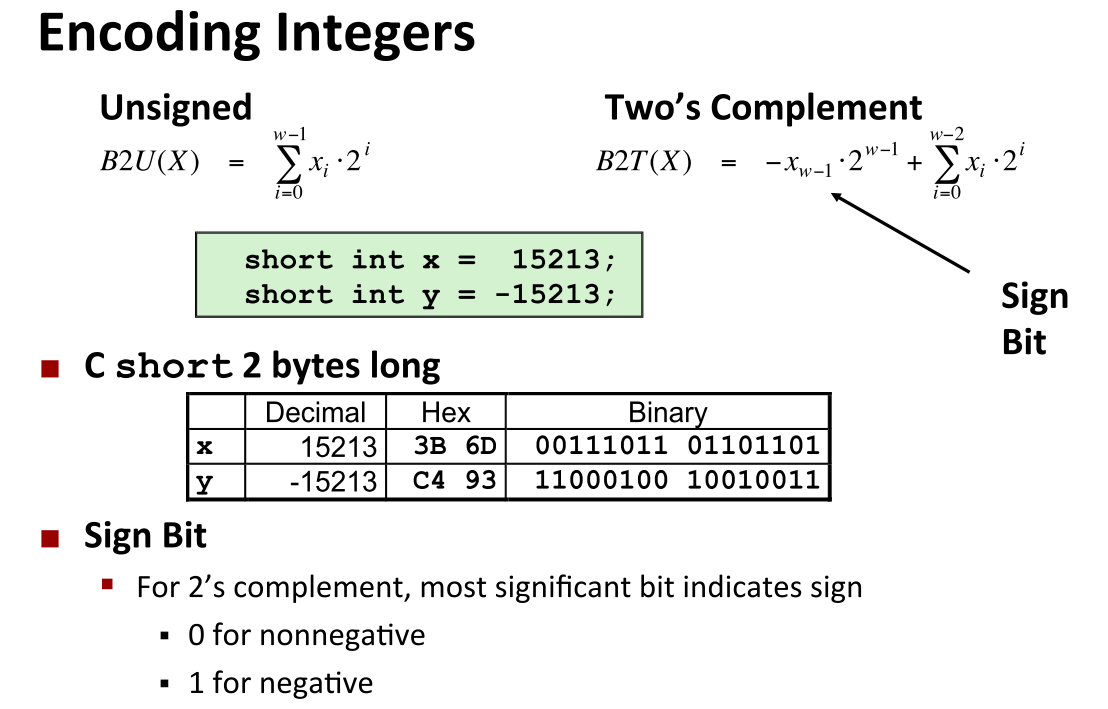 Encoding Integers
Unsigned
Two's Complement
B2U(X) = \sum_{i=0}^{w-1} x_i \cdot 2^i
B2T(X) = -x_{w-1} \cdot 2^{w-1} + \sum_{i=0}^{w-2} x_i \cdot 2^i
short int x = 15213;
short int y = -15213;
Sign
Bit
■ C short 2 bytes long
Decimal Hex Binary
x 15213 3B 6D 00111011 01101101
y -15213 C4 93 11000100 10010011
■ Sign Bit
▪ For 2's complement, most significant bit indicates sign
▪ 0 for nonnegative
▪ 1 for negative